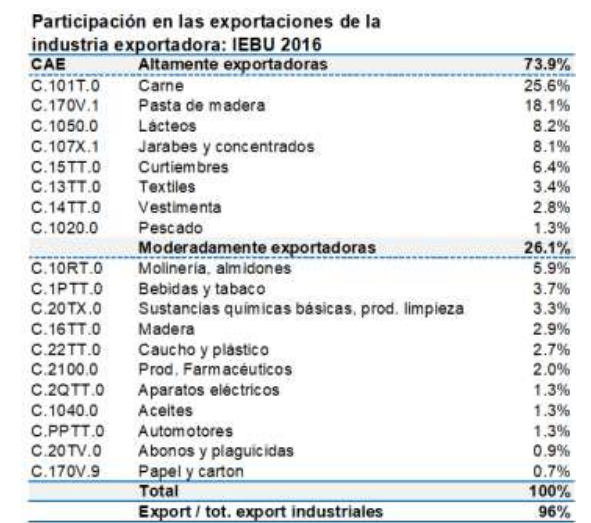 Participación en las exportaciones de la
industria exportadora: IEBU 2016
CAE Altamente exportadoras 73.9%
C.101T.0 Carne 25.6%
C.170V.1 Pasta de madera 18.1%
C.1050.0 Lácteos 8.2%
C.107X.1 Jarabes y concentrados 8.1%
C.15TT.0 Curtiembres 6.4%
C.13TT.0 Textiles 3.4%
C.14TT.0 Vestimenta 2.8%
C.1020.0 Pescado 1.3%
Moderadamente exportadoras 26.1%
C.10RT.0 Molinería, almidones 5.9%
C.1PTT.0 Bebidas y tabaco 3.7%
C.20TX.0 Sustancias químicas básicas, prod. limpieza 3.3%
C.16TT.0 Madera 2.9%
C.22TT.0 Caucho y plástico 2.7%
C.2100.0 Prod. Farmacéuticos 2.0%
C.2QTT.0 Aparatos eléctricos 1.3%
C.1040.0 Aceites 1.3%
C.PPTT.0 Automotores 1.3%
C.20TV.0 Abonos y plaguicidas 0.9%
C.170V.9 Papel y carton 0.7%
Total 100%
Export / tot. export industriales 96%